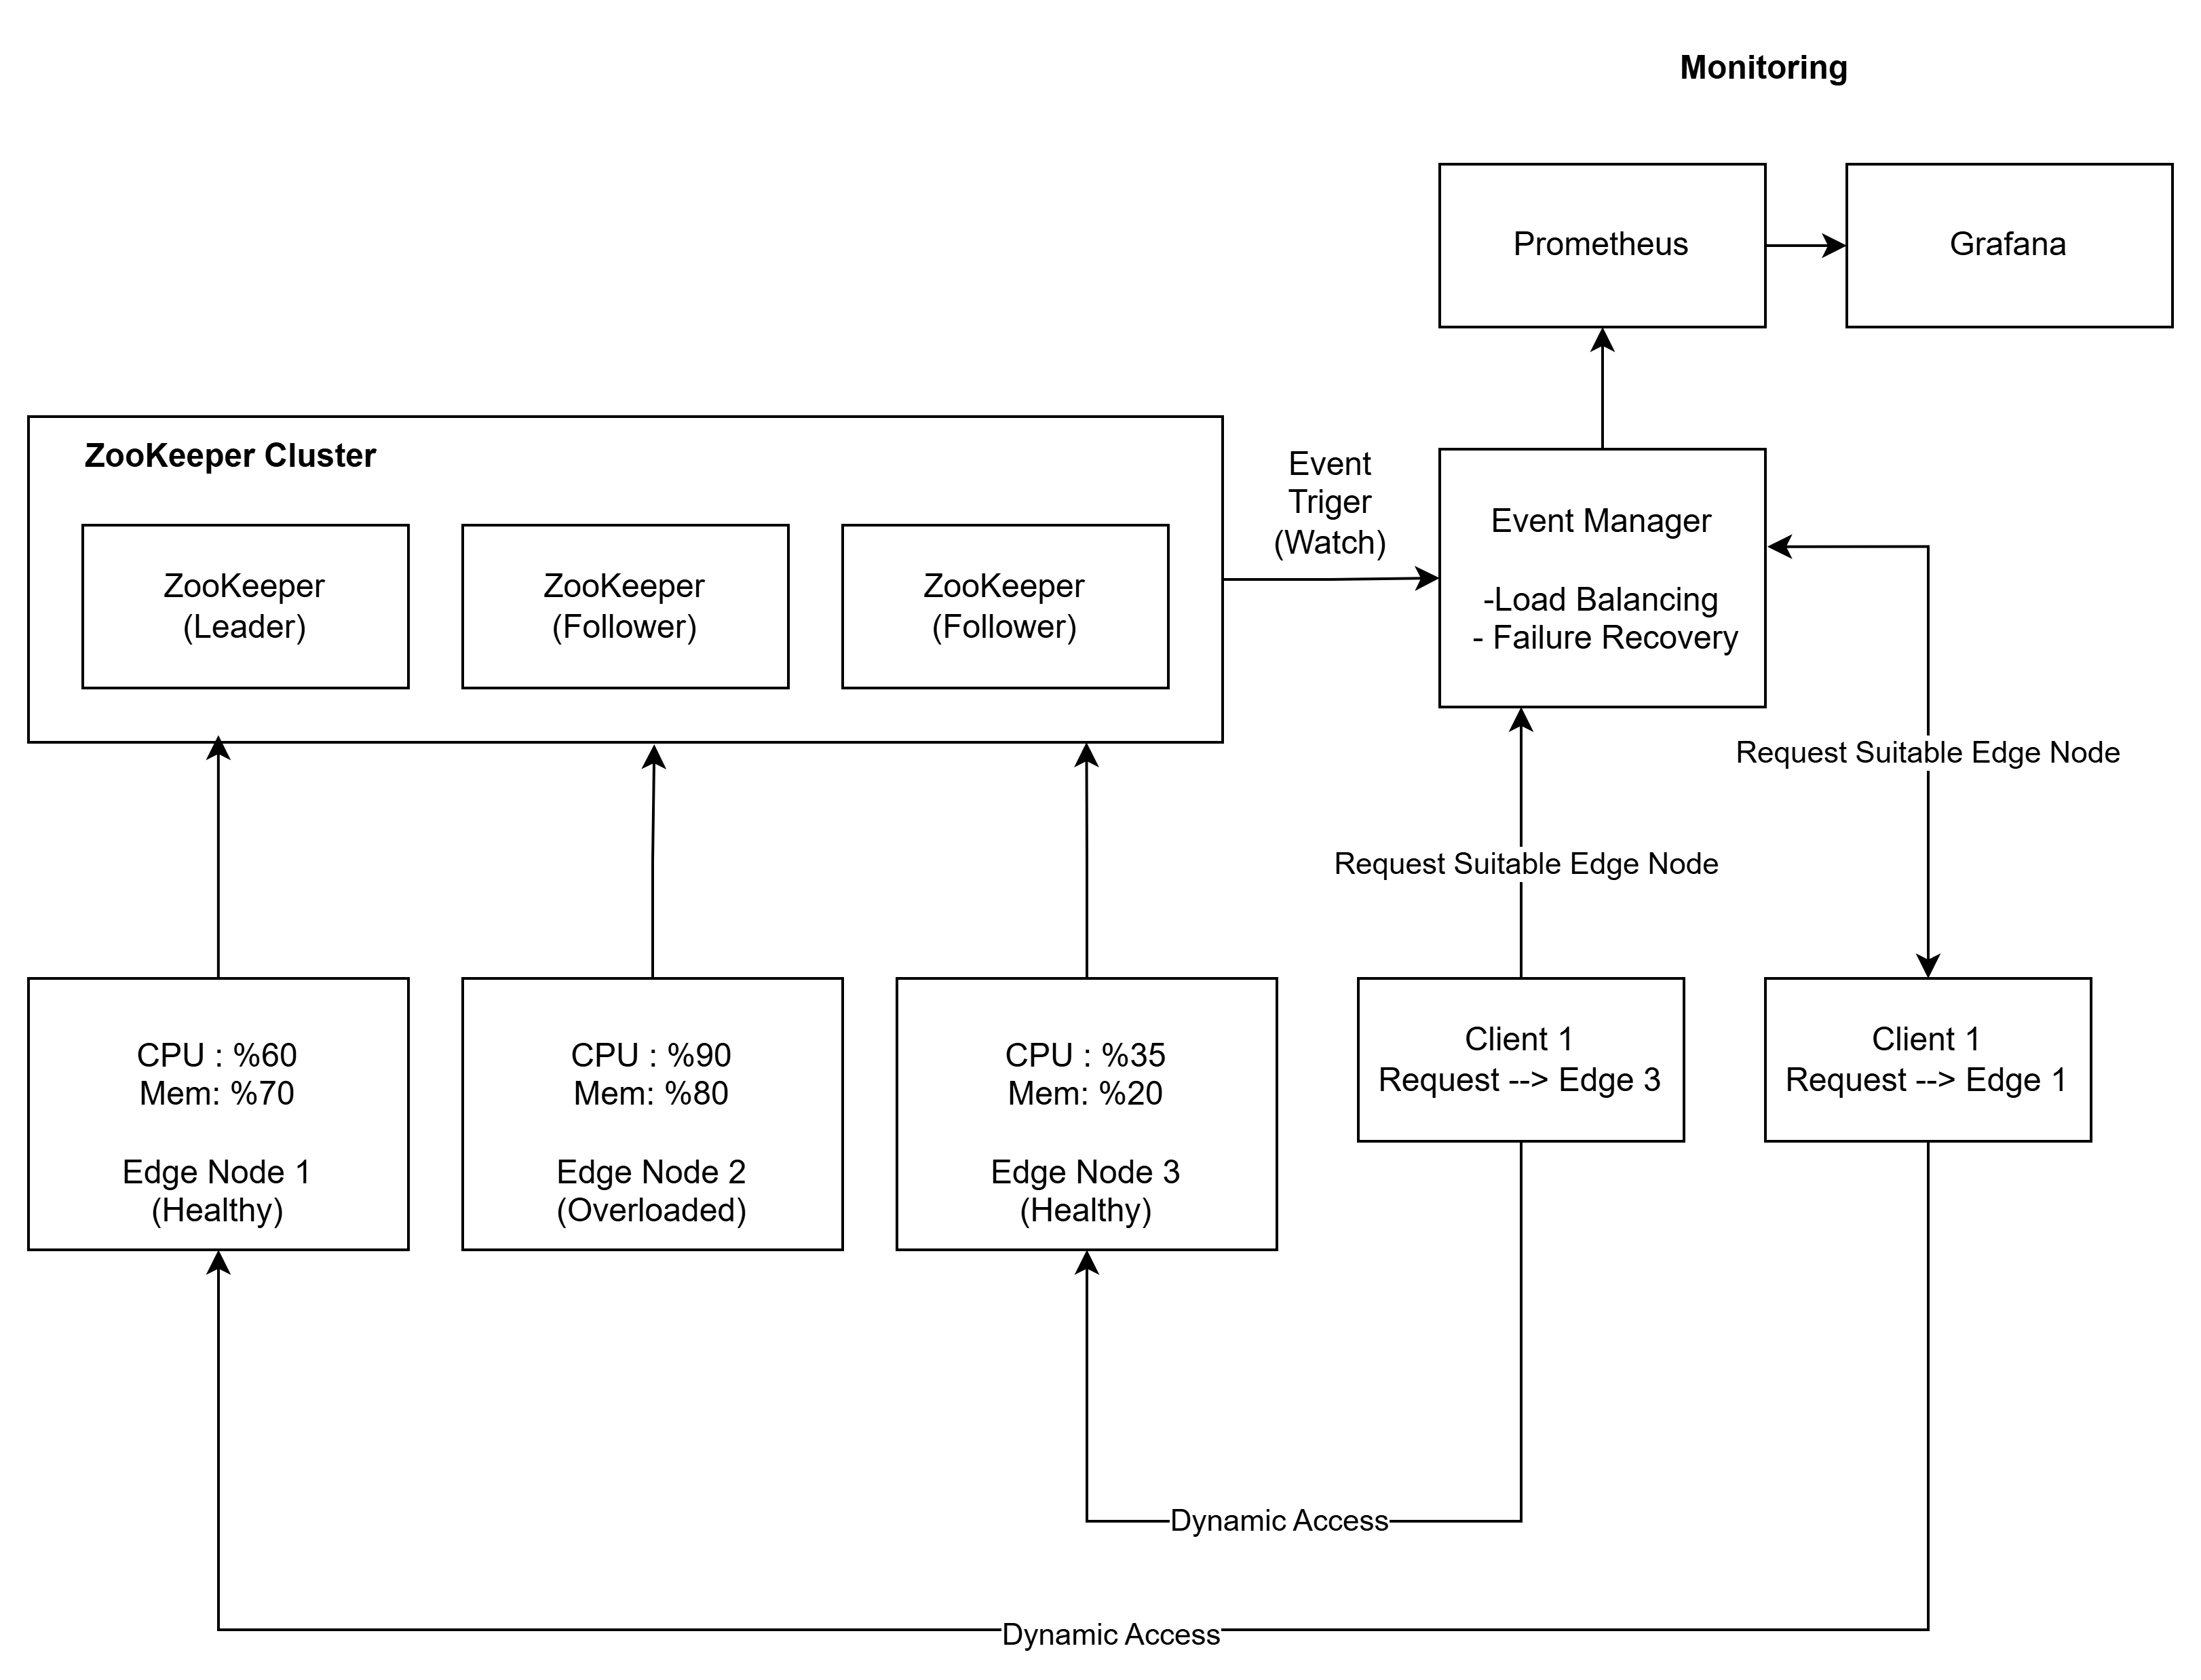 Monitoring
Prometheus
Grafana
ZooKeeper Cluster
ZooKeeper
(Leader)
ZooKeeper
(Follower)
ZooKeeper
(Follower)
Event
Triger
(Watch)
Event Manager
-Load Balancing
- Failure Recovery
Request Suitable Edge Node
Request Suitable Edge Node
CPU : %60
Mem: %70
Edge Node 1
(Healthy)
CPU : %90
Mem: %80
Edge Node 2
(Overloaded)
CPU : %35
Mem: %20
Edge Node 3
(Healthy)
Client 1
Request --> Edge 3
Client 1
Request --> Edge 1
Dynamic Access
Dynamic Access